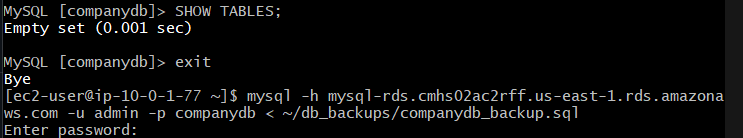 MySQL [companydb]> SHOW TABLES;
Empty set (0.001 sec)
MySQL [companydb]> exit
Bye
[ec2-user@ip-10-0-1-77 ~]$ mysql -h mysql-rds.cmhs02ac2rff.us-east-1.rds.amazona
ws.com -u admin -p companydb < ~/db_backups/companydb_backup.sql
Enter password: